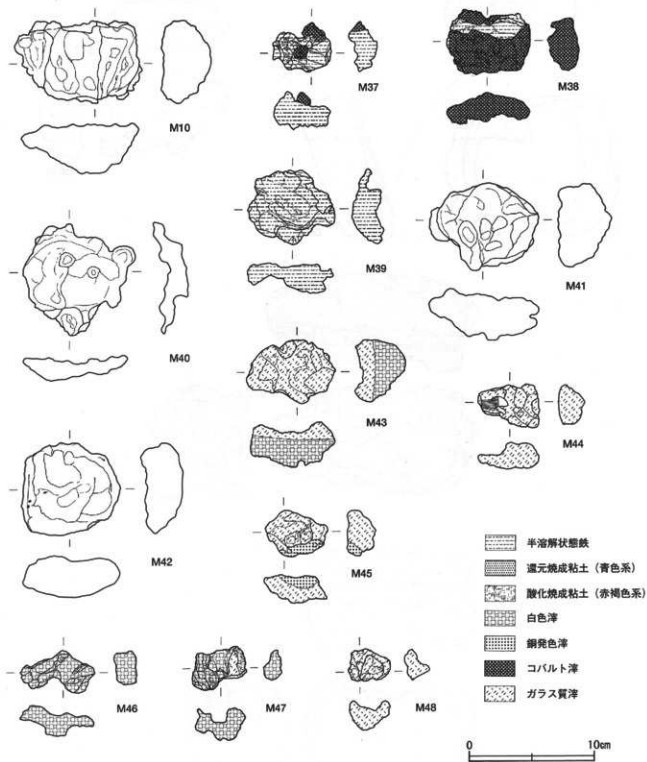 M10
M37
M38
M39
M40
M41
M42
M43
M44
M45
M46
M47
M48
半溶解状態鉄
還元焼成粘土（青色系）
酸化焼成粘土（赤褐色系）
白色滓
銅発色滓
コバルト滓
ガラス質滓
0 10cm